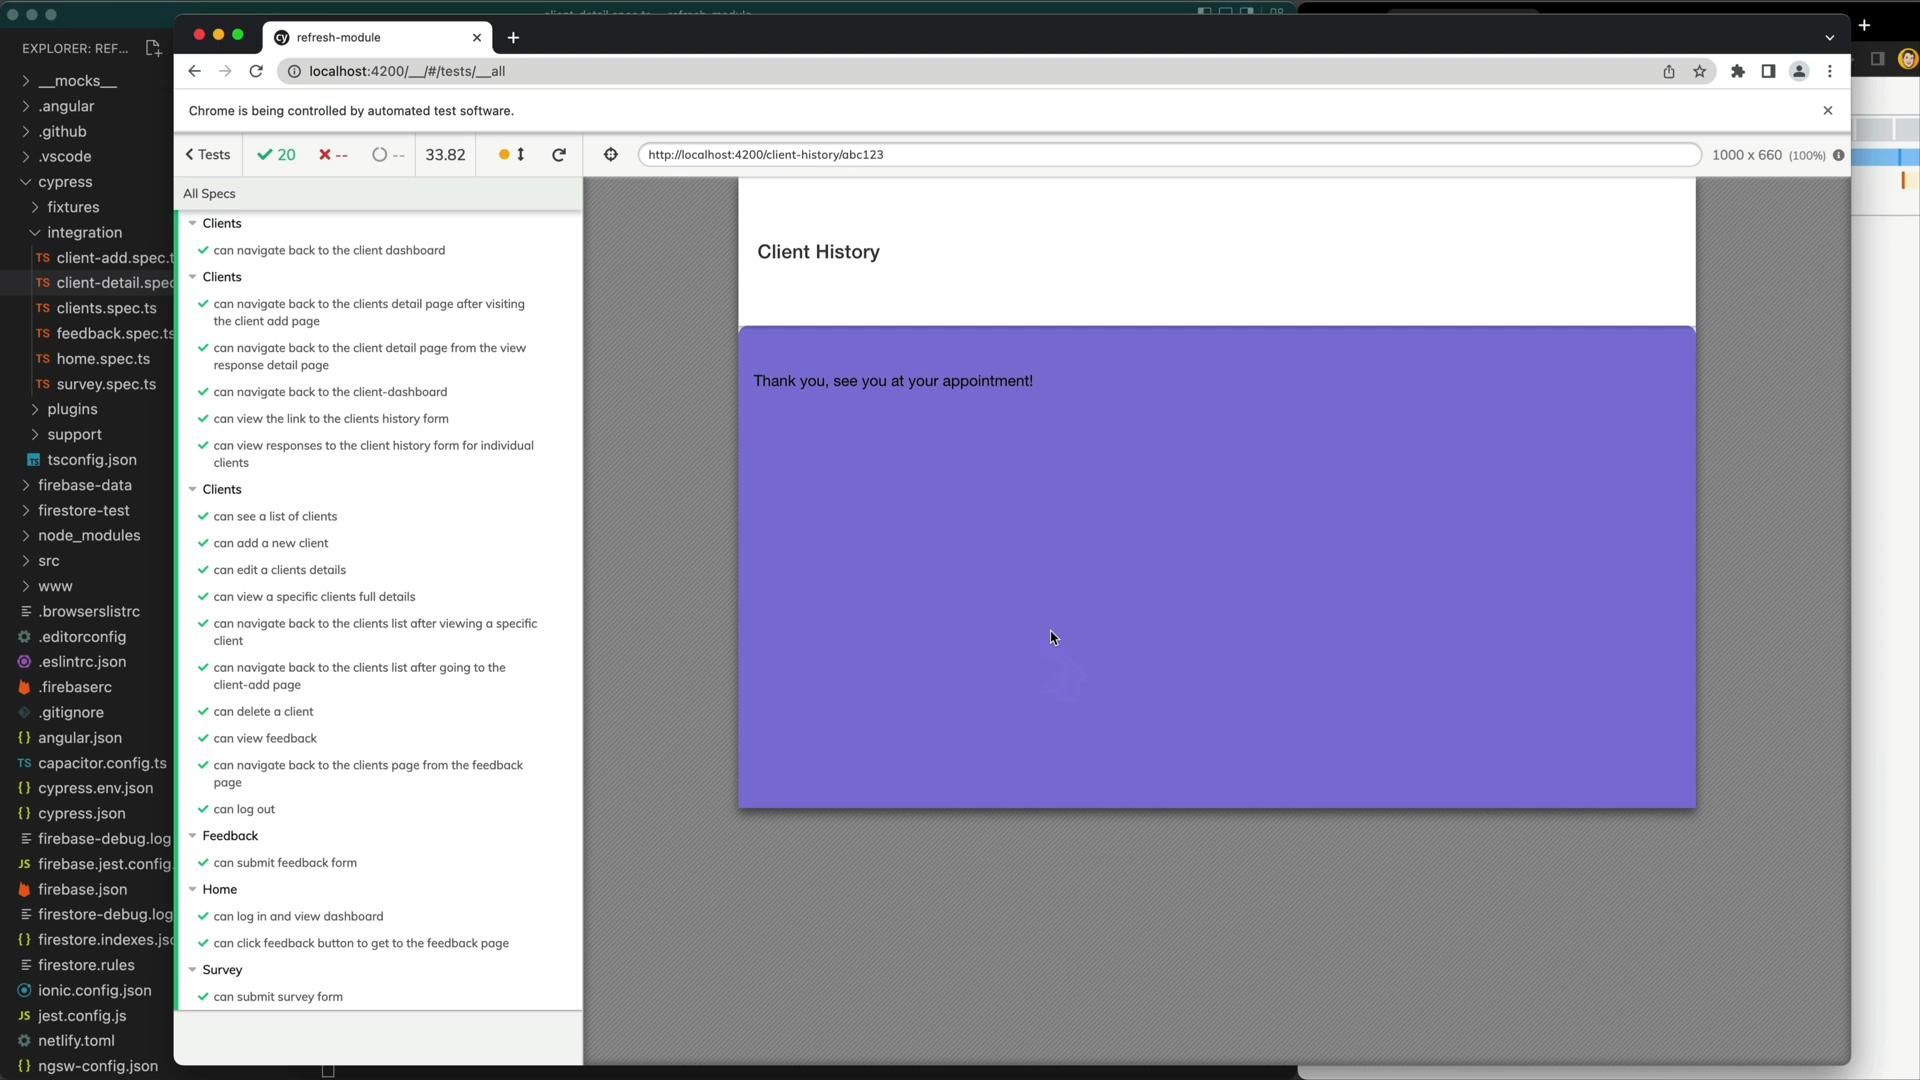 EXPLORER: REF...
__mocks__
.angular
.github
.vscode
cypress
fixtures
integration
TS client-add.spec.t
TS client-detail.spec
TS clients.spec.ts
TS feedback.spec.ts
TS home.spec.ts
TS survey.spec.ts
plugins
support
TS tsconfig.json
firebase-data
firestore-test
node_modules
src
www
.browserslistrc
.editorconfig
.eslintrc.json
.firebaserc
.gitignore
{} angular.json
TS capacitor.config.ts
{} cypress.env.json
{} cypress.json
firebase-debug.log
JS firebase.jest.config.
firebase.json
firestore-debug.log
{} firestore.indexes.jsc
firestore.rules
ionic.config.json
JS jest.config.js
netlify.toml
{} ngsw-config.json
cy refresh-module
localhost:4200/__/#/tests/__all
Chrome is being controlled by automated test software.
Tests 20 -- -- 33.82
http://localhost:4200/client-history/abc123
1000 x 660 (100%)
All Specs
Clients
can navigate back to the client dashboard
Clients
can navigate back to the clients detail page after visiting
the client add page
can navigate back to the client detail page from the view
response detail page
can navigate back to the client-dashboard
can view the link to the clients history form
can view responses to the client history form for individual
clients
Clients
can see a list of clients
can add a new client
can edit a clients details
can view a specific clients full details
can navigate back to the clients list after viewing a specific
client
can navigate back to the clients list after going to the
client-add page
can delete a client
can view feedback
can navigate back to the clients page from the feedback
page
can log out
Feedback
can submit feedback form
Home
can log in and view dashboard
can click feedback button to get to the feedback page
Survey
can submit survey form
Client History
Thank you, see you at your appointment!